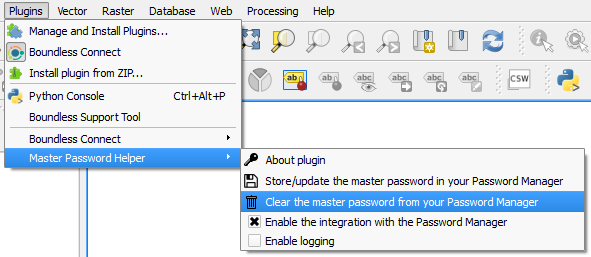 Plugins Vector Raster Database Web Processing Help
Manage and Install Plugins...
Boundless Connect
Install plugin from ZIP...
Python Console Ctrl+Alt+P
Boundless Support Tool
Boundless Connect
Master Password Helper
ab
abc
abc
abc
abc
CSW
About plugin
Store/update the master password in your Password Manager
Clear the master password from your Password Manager
Enable the integration with the Password Manager
Enable logging